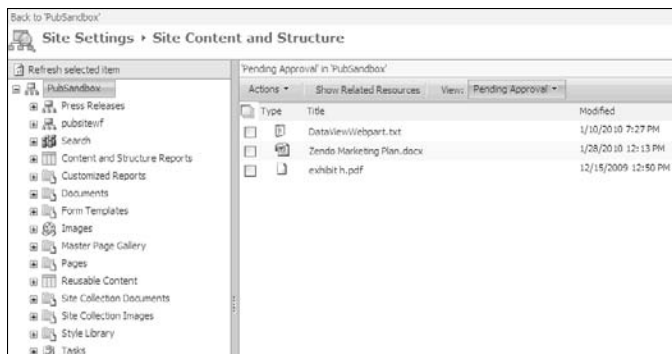 Back to 'PubSandbox'
Site Settings ▸ Site Content and Structure
Refresh selected item
'Pending Approval' in 'PubSandbox'
PubSandbox
Actions Show Related Resources View: Pending Approval
Press Releases
pubsitewf
Search
Content and Structure Reports
Customized Reports
Documents
Form Templates
Images
Master Page Gallery
Pages
Reusable Content
Site Collection Documents
Site Collection Images
Style Library
Tasks
Type Title Modified
DataViewWebpart.txt 1/10/2010 7:27 PM
Zendo Marketing Plan.docx 1/28/2010 12:13 PM
exhibit h.pdf 12/15/2009 12:50 PM